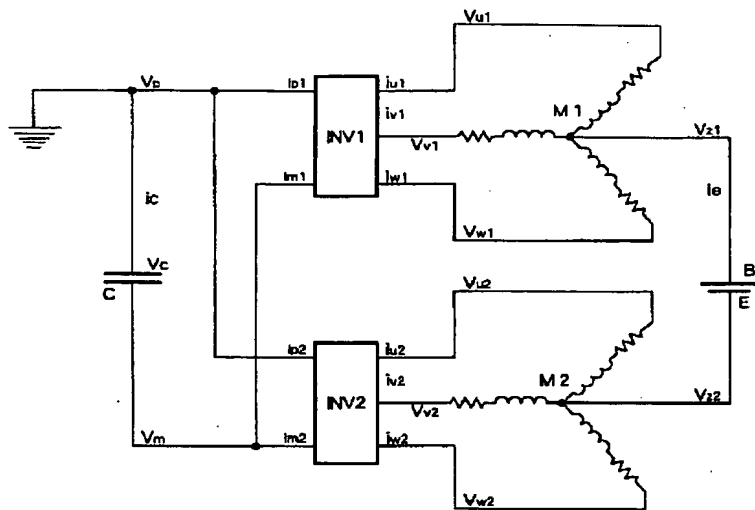 Vu1
Vp ip1 iu1
M 1
iv1
INV1 Vz1
Vv1
im1 iw1
ic ie
Vw1
Vc
Vu2 B
C E
ip2 iu2
M 2
iv2
INV2 Vz2
Vv2
Vm im2 iw2
Vw2